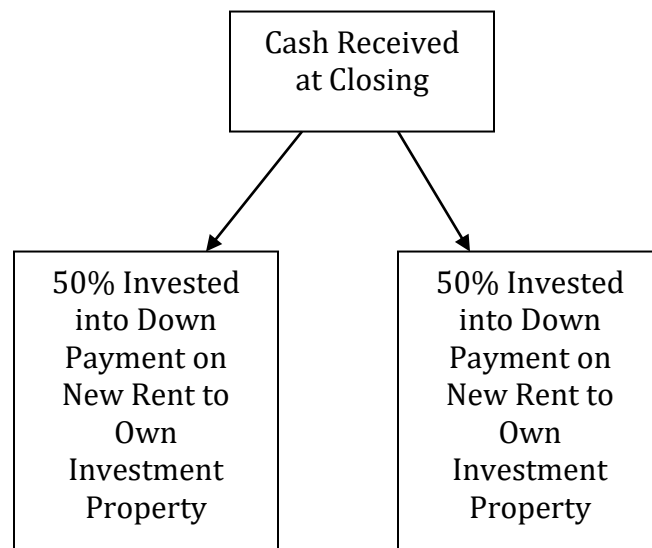 Cash Received
at Closing
50% Invested
into Down
Payment on
New Rent to
Own
Investment
Property
50% Invested
into Down
Payment on
New Rent to
Own
Investment
Property